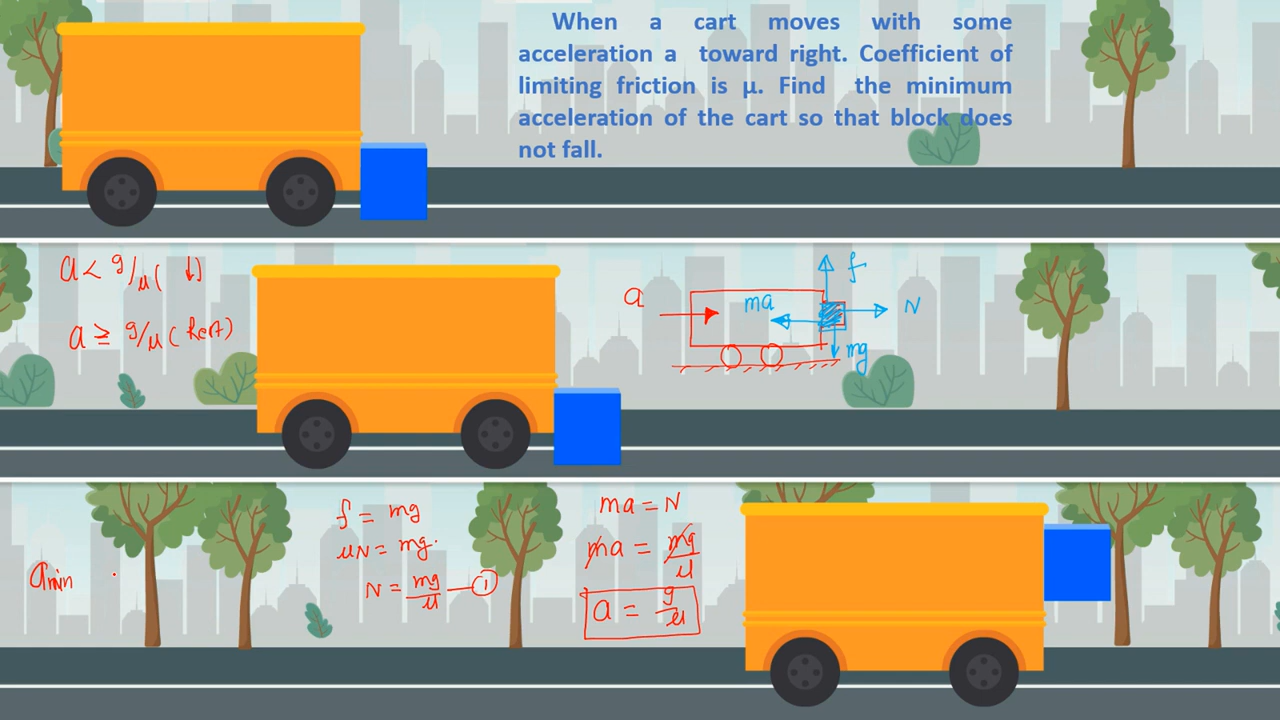 When a cart moves with some
acceleration a toward right. Coefficient of
limiting friction is μ. Find the minimum
acceleration of the cart so that block does
not fall.
a < g/μ ( ↓)
a ≥ g/μ (Rest)
a
ma
f
N
mg
f = mg
μN = mg.
N = mg/μ — ①
ma = N
ma = mg/μ
a = g/μ
amin